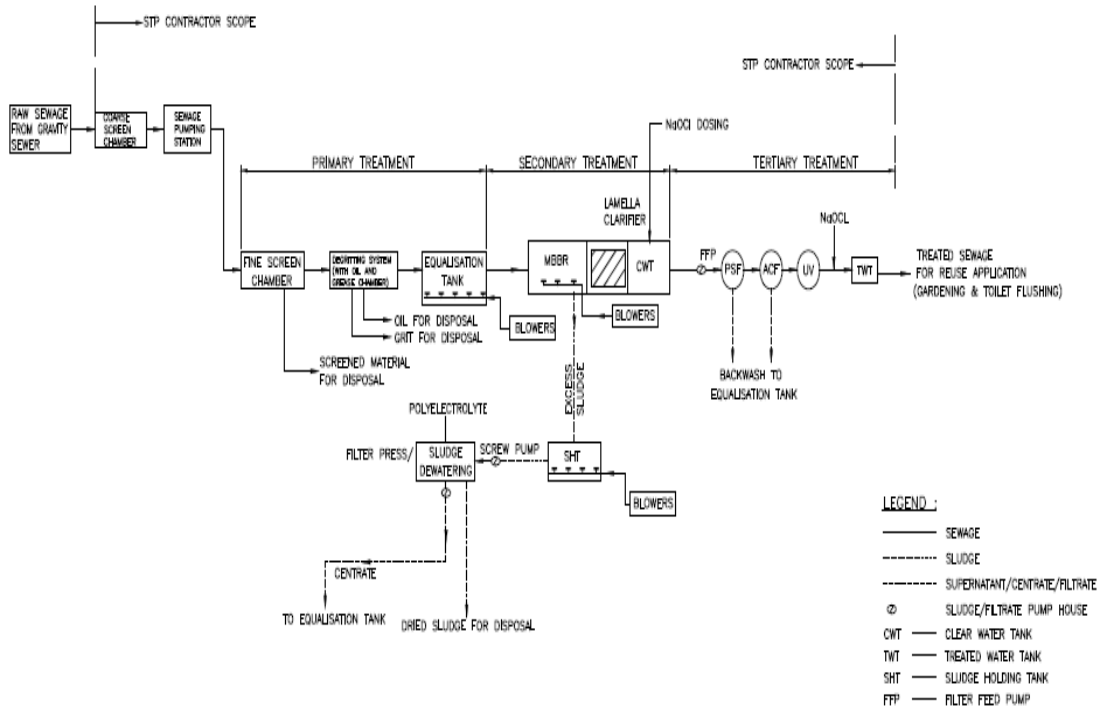 STP CONTRACTOR SCOPE
STP CONTRACTOR SCOPE
RAW SEWAGE
FROM GRAVITY
SEWER
COARSE
SCREEN
CHAMBER
SEWAGE
PUMPING
STATION
NaOCl DOSING
PRIMARY TREATMENT
SECONDARY TREATMENT
TERTIARY TREATMENT
LAMELLA
CLARIFIER
NaOCL
FINE SCREEN
CHAMBER
DEGRITTING SYSTEM
(WITH OIL AND
GREASE CHAMBER)
EQUALISATION
TANK
MBBR
CWT
FFP
PSF
ACF
UV
TWT
TREATED SEWAGE
FOR REUSE APPLICATION
(GARDENING & TOILET FLUSHING)
BLOWERS
BLOWERS
OIL FOR DISPOSAL
GRIT FOR DISPOSAL
SCREENED MATERIAL
FOR DISPOSAL
EXCESS
SLUDGE
BACKWASH TO
EQUALISATION TANK
POLYELECTROLYTE
FILTER PRESS/
SLUDGE
DEWATERING
SCREW PUMP
SHT
BLOWERS
CENTRATE
TO EQUALISATION TANK
DRIED SLUDGE FOR DISPOSAL
LEGEND :
SEWAGE
SLUDGE
SUPERNATANT/CENTRATE/FILTRATE
SLUDGE/FILTRATE PUMP HOUSE
CWT — CLEAR WATER TANK
TWT — TREATED WATER TANK
SHT — SLUDGE HOLDING TANK
FFP — FILTER FEED PUMP